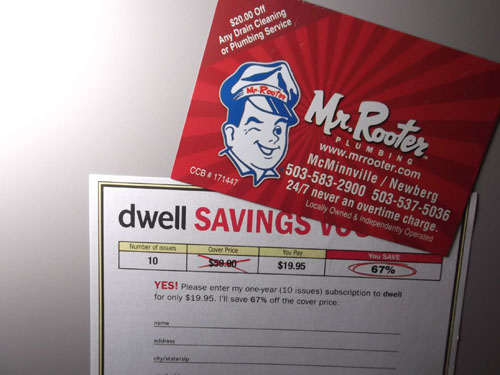 $20.00 Off
Any Drain Cleaning
or Plumbing Service
Mr. Rooter
Mr. Rooter
PLUMBING
www.mrrooter.com
McMinnville / Newberg
503-583-2900 503-537-5036
24/7 never an overtime charge.
Locally Owned & Independently Operated
CCB # 171447
dwell SAVINGS
Number of issues Cover Price You Pay You SAVE
10 $59.90 $19.95 67%
YES! Please enter my one-year (10 issues) subscription to dwell
for only $19.95. I'll save 67% off the cover price.
name
address
city/state/zip